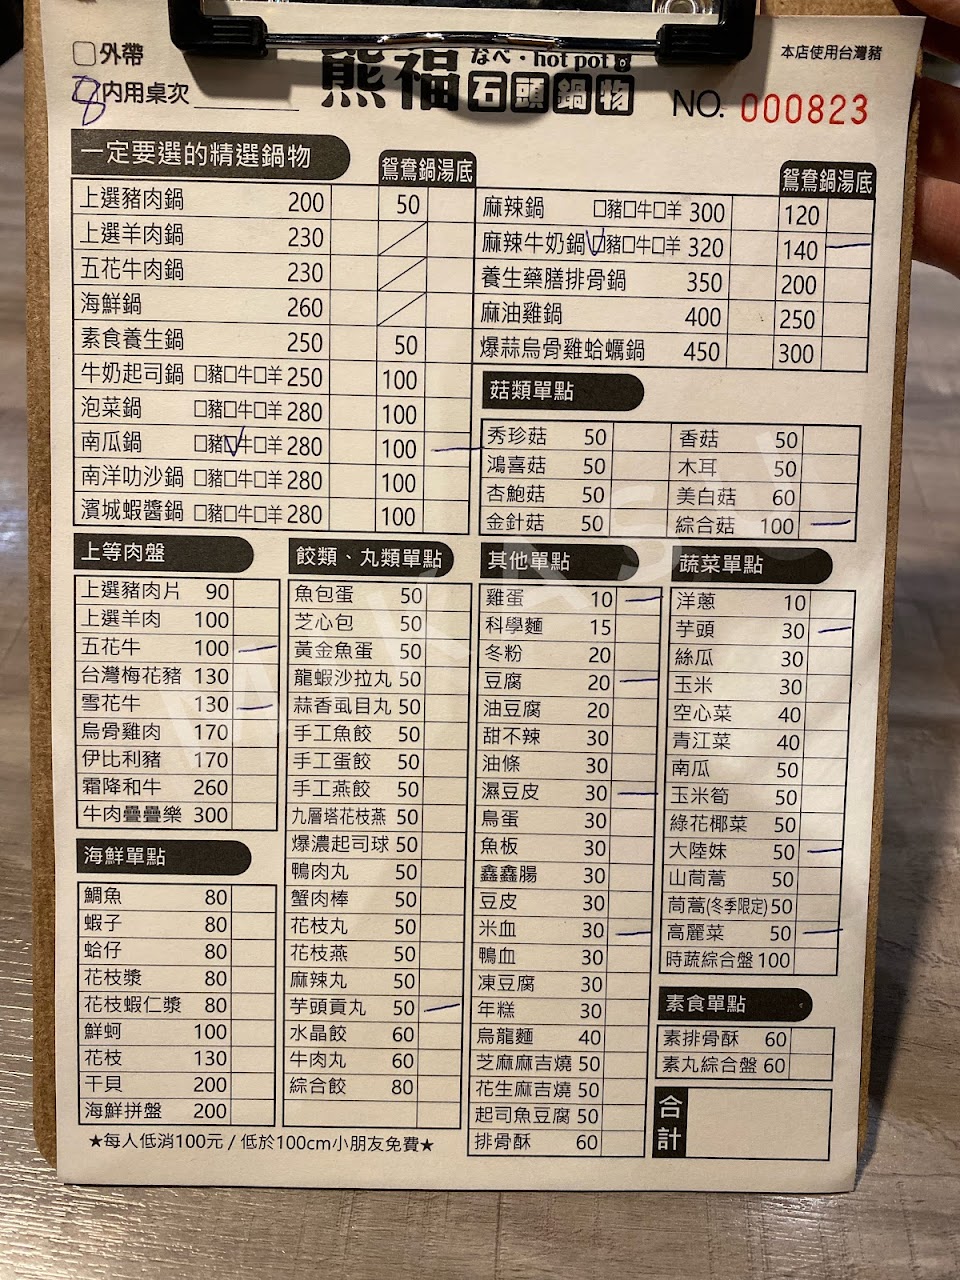 □外帶
□內用桌次
8
熊福 なべ・hot pot
石頭鍋物
本店使用台灣豬
NO. 000823
一定要選的精選鍋物 鴛鴦鍋湯底
上選豬肉鍋 200 50
上選羊肉鍋 230
五花牛肉鍋 230
海鮮鍋 260
素食養生鍋 250 50
牛奶起司鍋 □豬□牛□羊 250 100
泡菜鍋 □豬□牛□羊 280 100
南瓜鍋 □豬☑牛□羊 280 100 —
南洋叻沙鍋 □豬□牛□羊 280 100
濱城蝦醬鍋 □豬□牛□羊 280 100
鴛鴦鍋湯底
麻辣鍋 □豬□牛□羊 300 120
麻辣牛奶鍋 ☑豬□牛□羊 320 140 —
養生藥膳排骨鍋 350 200
麻油雞鍋 400 250
爆蒜烏骨雞蛤蠣鍋 450 300
菇類單點
秀珍菇 50 香菇 50
鴻喜菇 50 木耳 50
杏鮑菇 50 美白菇 60
金針菇 50 綜合菇 100 —
上等肉盤
上選豬肉片 90
上選羊肉 100
五花牛 100 —
台灣梅花豬 130
雪花牛 130 —
烏骨雞肉 170
伊比利豬 170
霜降和牛 260
牛肉疊疊樂 300
海鮮單點
鯛魚 80
蝦子 80
蛤仔 80
花枝漿 80
花枝蝦仁漿 80
鮮蚵 100
花枝 130
干貝 200
海鮮拼盤 200
餃類、丸類單點
魚包蛋 50
芝心包 50
黃金魚蛋 50
龍蝦沙拉丸 50
蒜香虱目丸 50
手工魚餃 50
手工蛋餃 50
手工燕餃 50
九層塔花枝燕 50
爆濃起司球 50
鴨肉丸 50
蟹肉棒 50
花枝丸 50
花枝燕 50
麻辣丸 50
芋頭貢丸 50 —
水晶餃 60
牛肉丸 60
綜合餃 80
其他單點
雞蛋 10 —
科學麵 15
冬粉 20
豆腐 20 —
油豆腐 20
甜不辣 30
油條 30
濕豆皮 30 —
鳥蛋 30
魚板 30
鑫鑫腸 30
豆皮 30
米血 30 —
鴨血 30
凍豆腐 30
年糕 30
烏龍麵 40
芝麻麻吉燒 50
花生麻吉燒 50
起司魚豆腐 50
排骨酥 60
蔬菜單點
洋蔥 10
芋頭 30 —
絲瓜 30
玉米 30
空心菜 40
青江菜 40
南瓜 50
玉米筍 50
綠花椰菜 50
大陸妹 50 —
山茼蒿 50
茼蒿(冬季限定) 50
高麗菜 50 —
時蔬綜合盤 100
素食單點
素排骨酥 60
素丸綜合盤 60
合計
★每人低消100元 / 低於100cm小朋友免費★
MIKASU